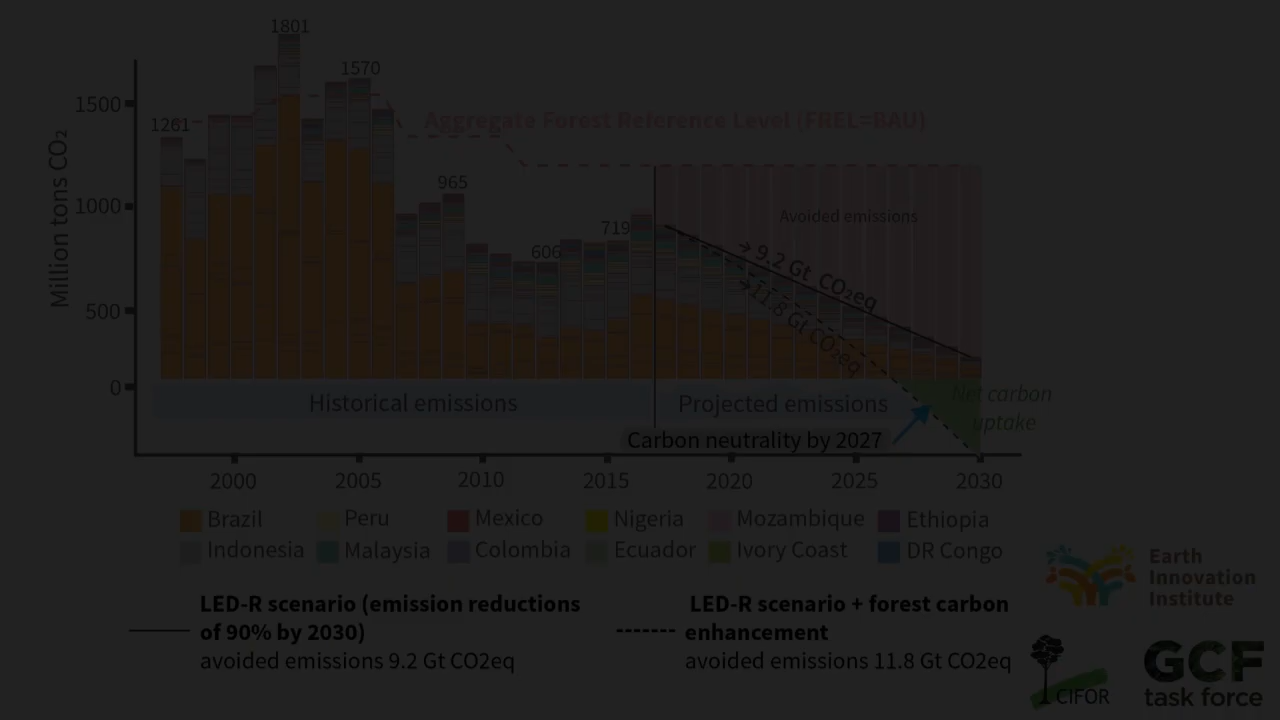 1801
1570
1500
1261
Aggregate Forest Reference Level (FREL=BAU)
Million tons CO₂
965
1000
Avoided emissions
719
606
→ 9.2 Gt CO₂eq
→11.8 Gt CO₂eq
500
0
Historical emissions
Projected emissions
Net carbon
uptake
Carbon neutrality by 2027
2000 2005 2010 2015 2020 2025 2030
Brazil Peru Mexico Nigeria Mozambique Ethiopia
Indonesia Malaysia Colombia Ecuador Ivory Coast DR Congo
LED-R scenario (emission reductions
of 90% by 2030)
avoided emissions 9.2 Gt CO2eq
LED-R scenario + forest carbon
enhancement
avoided emissions 11.8 Gt CO2eq
Earth
Innovation
Institute
CIFOR
GCF
task force